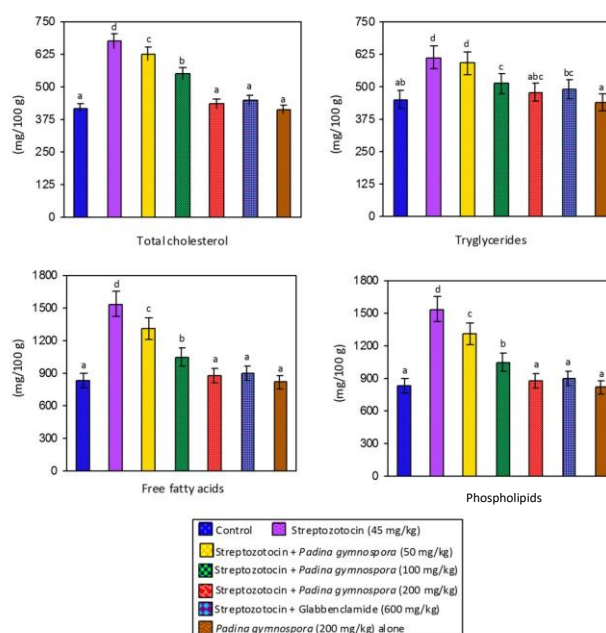 750
625
500
375
250
125
0
(mg/100 g)
a
d
c
b
a
a
a
Total cholesterol
750
625
500
375
250
125
0
(mg/100 g)
ab
d
d
c
abc
bc
a
Tryglycerides
1800
1500
1200
900
600
300
0
(mg/100 g)
a
d
c
b
a
a
a
Free fatty acids
1800
1500
1200
900
600
300
0
(mg/100 g)
a
d
c
b
a
a
a
Phospholipids
Control Streptozotocin (45 mg/kg)
Streptozotocin + Padina gymnospora (50 mg/kg)
Streptozotocin + Padina gymnospora (100 mg/kg)
Streptozotocin + Padina gymnospora (200 mg/kg)
Streptozotocin + Glabbenclamide (600 mg/kg)
Padina gymnospora (200 mg/kg) alone